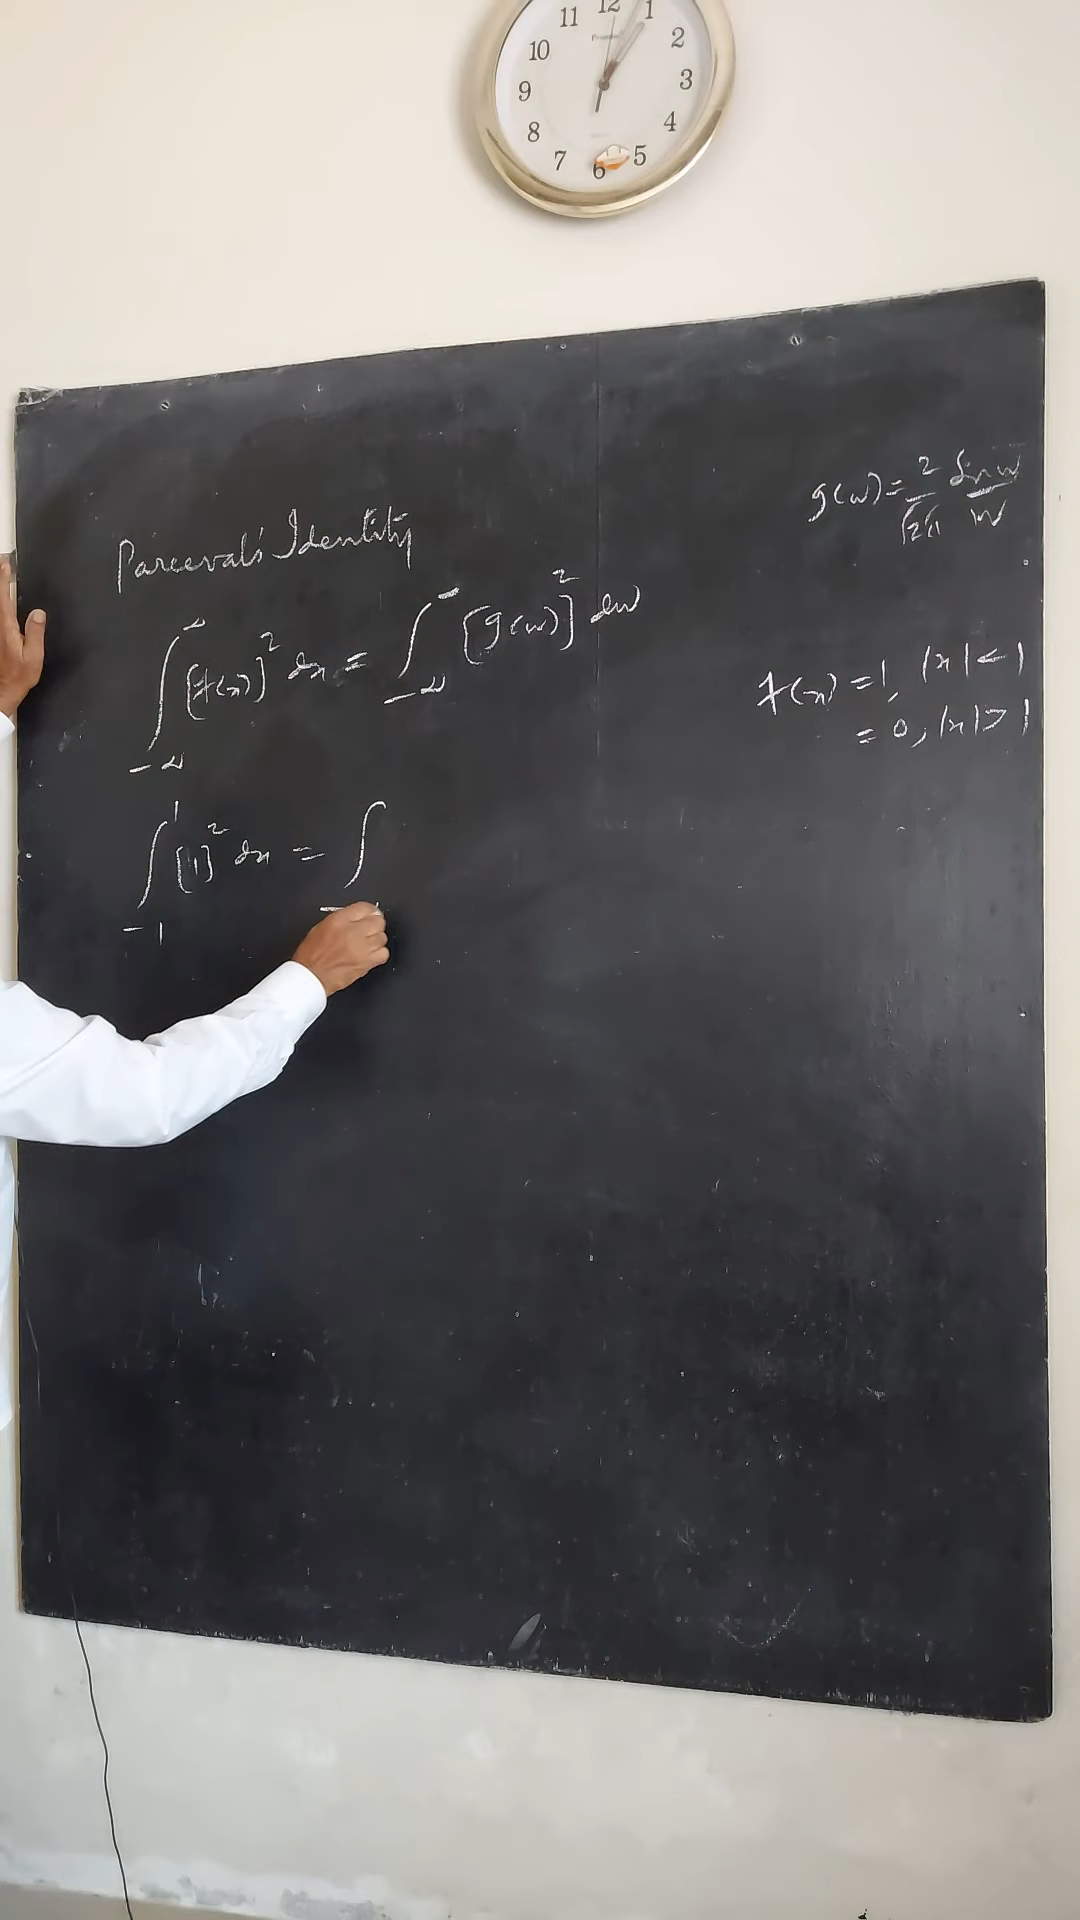 12
11 1
10 2
9 3
8 4
7 6 5
Parseval's Identity
∫_{-∞}^{∞} [f(x)]² dx = ∫_{-∞}^{∞} [g(w)]² dw
∫_{-1}^{1} [1]² dx = ∫
g(w) = 2/√2π sin w/w
f(x) = 1, |x| < 1
= 0, |x| > 1